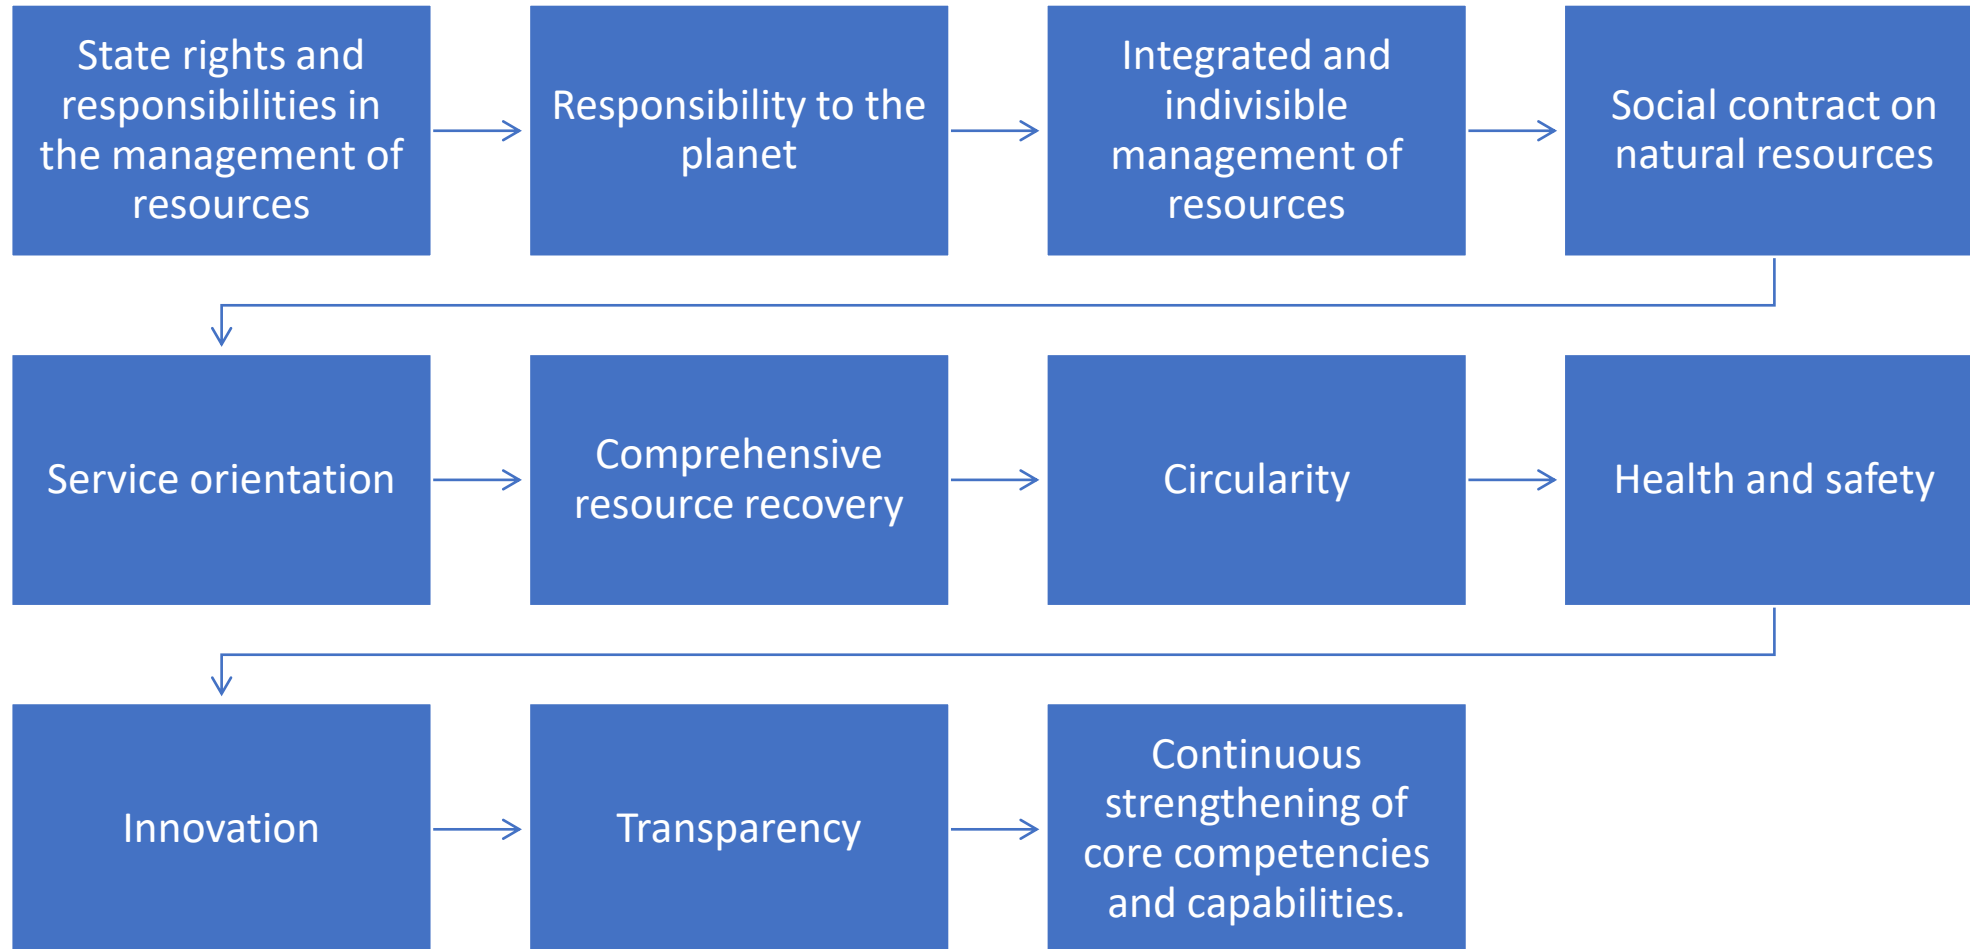 State rights and
responsibilities in
the management of
resources
Responsibility to the
planet
Integrated and
indivisible
management of
resources
Social contract on
natural resources
Service orientation
Comprehensive
resource recovery
Circularity
Health and safety
Innovation
Transparency
Continuous
strengthening of
core competencies
and capabilities.